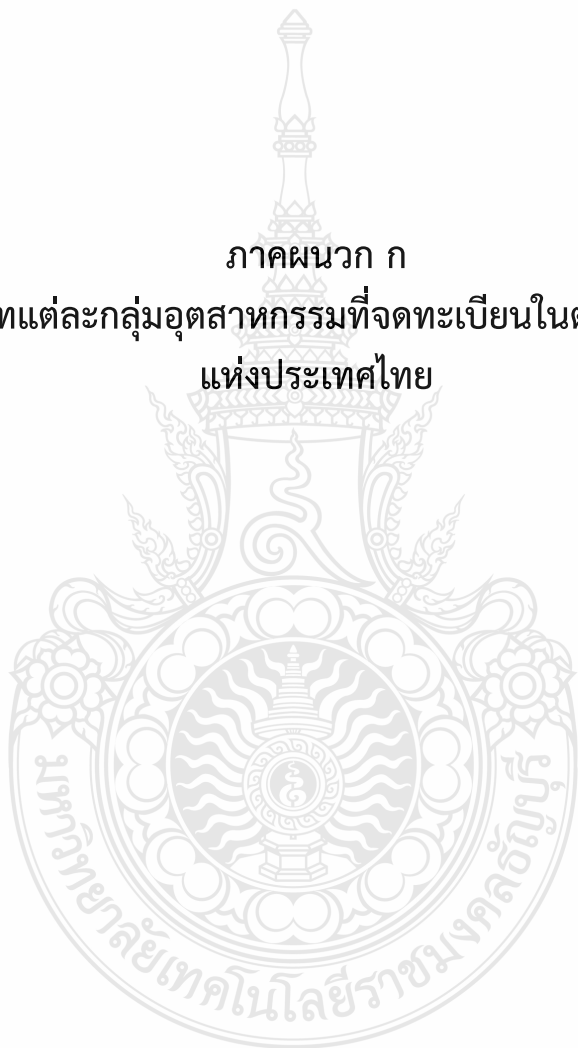 ภาคผนวก ก
ทแต่ละกลุ่มอุตสาหกรรมที่จดทะเบียนในต
แห่งประเทศไทย
มหาวิทยาลัยเทคโนโลยีราชมงคลธัญบุรี